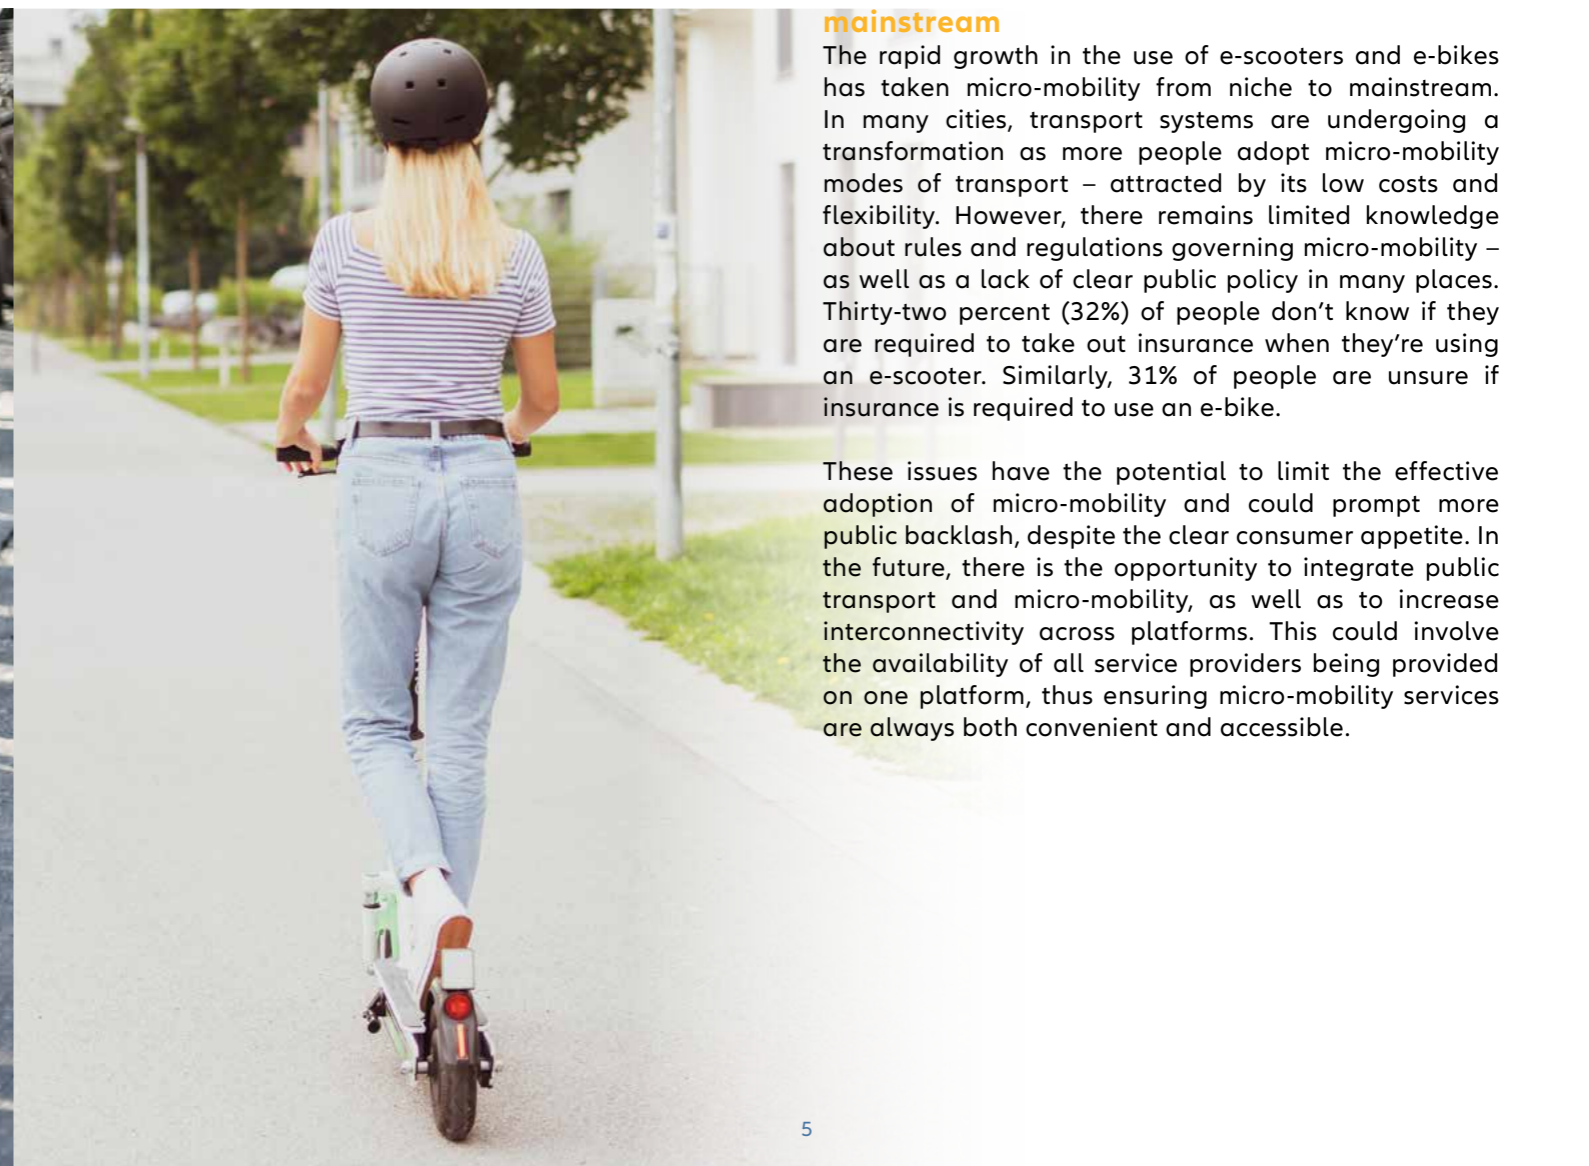 mainstream
The rapid growth in the use of e-scooters and e-bikes
has taken micro-mobility from niche to mainstream.
In many cities, transport systems are undergoing a
transformation as more people adopt micro-mobility
modes of transport – attracted by its low costs and
flexibility. However, there remains limited knowledge
about rules and regulations governing micro-mobility –
as well as a lack of clear public policy in many places.
Thirty-two percent (32%) of people don’t know if they
are required to take out insurance when they’re using
an e-scooter. Similarly, 31% of people are unsure if
insurance is required to use an e-bike.
These issues have the potential to limit the effective
adoption of micro-mobility and could prompt more
public backlash, despite the clear consumer appetite. In
the future, there is the opportunity to integrate public
transport and micro-mobility, as well as to increase
interconnectivity across platforms. This could involve
the availability of all service providers being provided
on one platform, thus ensuring micro-mobility services
are always both convenient and accessible.
5